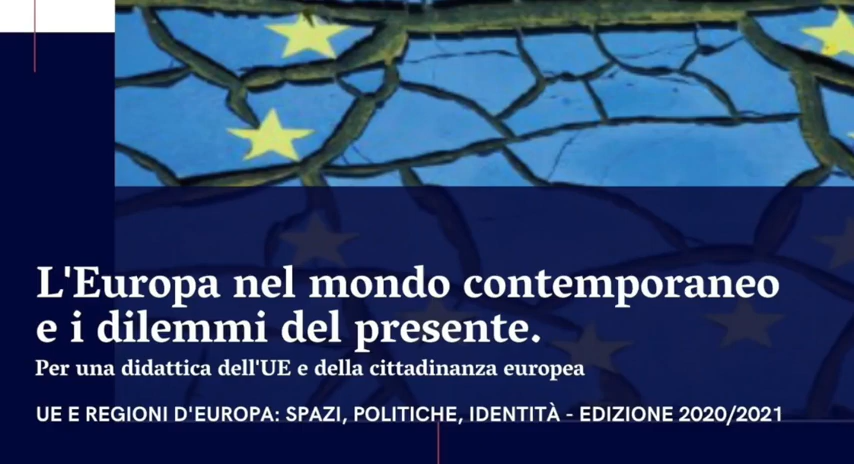 L'Europa nel mondo contemporaneo
e i dilemmi del presente.
Per una didattica dell'UE e della cittadinanza europea
UE E REGIONI D'EUROPA: SPAZI, POLITICHE, IDENTITÀ - EDIZIONE 2020/2021